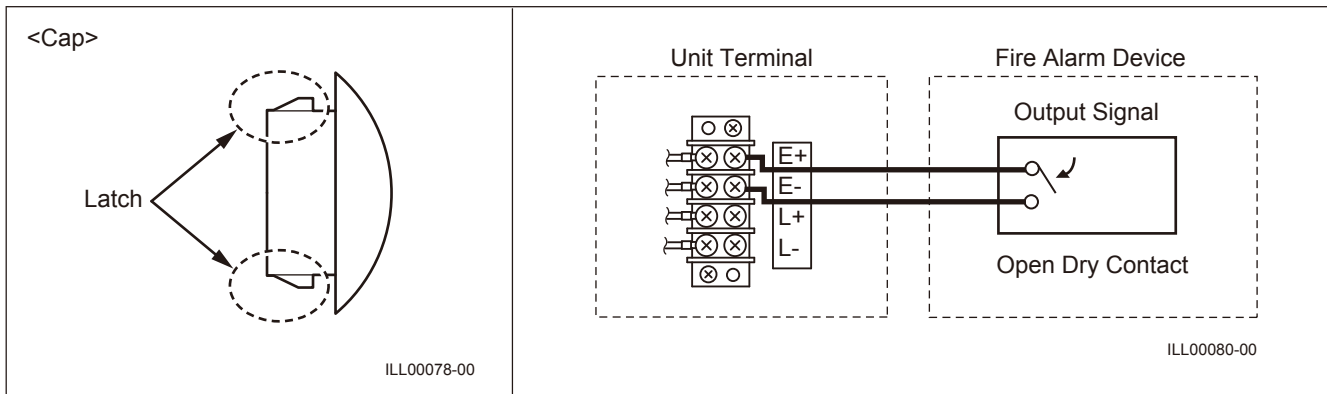 <Cap>
Latch
ILL00078-00
Unit Terminal
E+
E-
L+
L-
Fire Alarm Device
Output Signal
Open Dry Contact
ILL00080-00